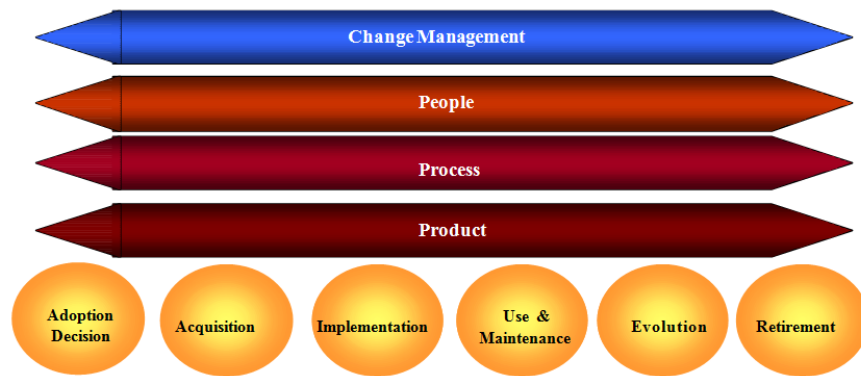 Change Management
People
Process
Product
Adoption
Decision
Acquisition
Implementation
Use &
Maintenance
Evolution
Retirement